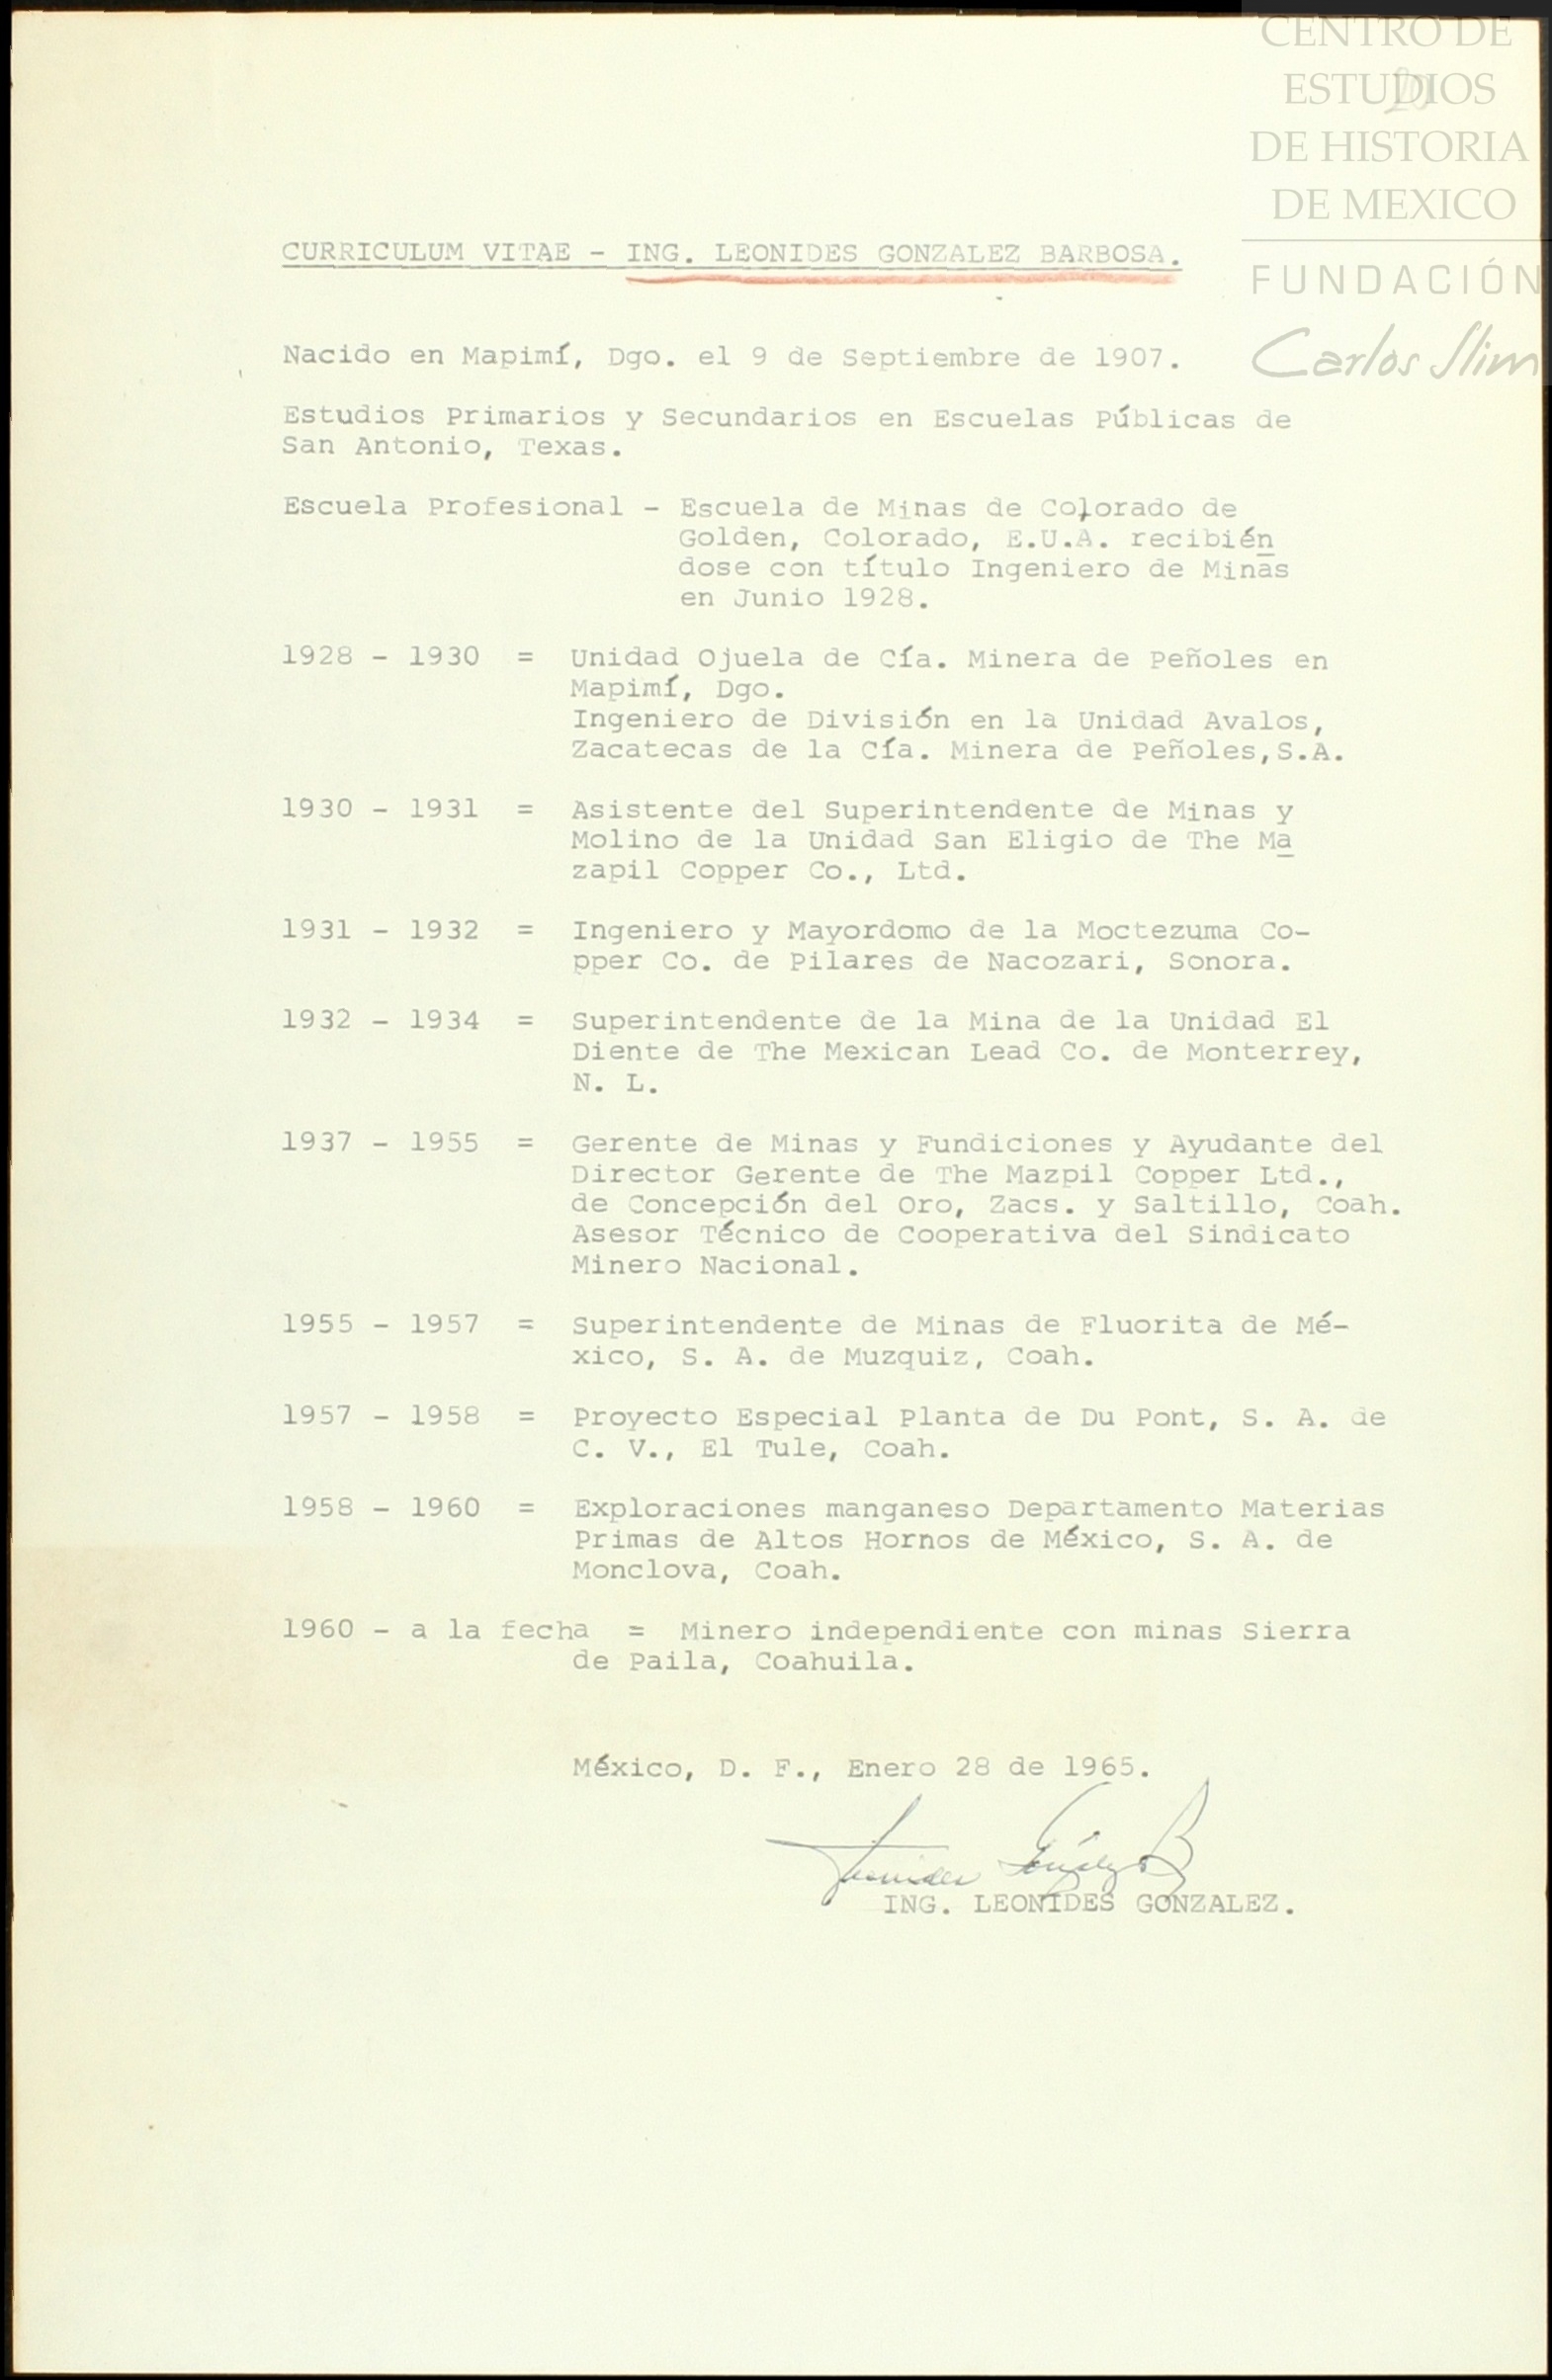 CENTRO DE
ESTUDIOS
DE HISTORIA
DE MEXICO
FUNDACIÓN
Carlos Slim
CURRICULUM VITAE - ING. LEONIDES GONZALEZ BARBOSA.
Nacido en Mapimí, Dgo. el 9 de Septiembre de 1907.
Estudios Primarios y Secundarios en Escuelas Públicas de
San Antonio, Texas.
Escuela Profesional - Escuela de Minas de Colorado de
Golden, Colorado, E.U.A. recibién
dose con título Ingeniero de Minas
en Junio 1928.
1928 - 1930 = Unidad Ojuela de Cía. Minera de Peñoles en
Mapimí, Dgo.
Ingeniero de División en la Unidad Avalos,
Zacatecas de la Cía. Minera de Peñoles,S.A.
1930 - 1931 = Asistente del Superintendente de Minas y
Molino de la Unidad San Eligio de The Ma
zapil Copper Co., Ltd.
1931 - 1932 = Ingeniero y Mayordomo de la Moctezuma Co-
pper Co. de Pilares de Nacozari, Sonora.
1932 - 1934 = Superintendente de la Mina de la Unidad El
Diente de The Mexican Lead Co. de Monterrey,
N. L.
1937 - 1955 = Gerente de Minas y Fundiciones y Ayudante del
Director Gerente de The Mazpil Copper Ltd.,
de Concepción del Oro, Zacs. y Saltillo, Coah.
Asesor Técnico de Cooperativa del Sindicato
Minero Nacional.
1955 - 1957 = Superintendente de Minas de Fluorita de Mé-
xico, S. A. de Muzquiz, Coah.
1957 - 1958 = Proyecto Especial Planta de Du Pont, S. A. de
C. V., El Tule, Coah.
1958 - 1960 = Exploraciones manganeso Departamento Materias
Primas de Altos Hornos de México, S. A. de
Monclova, Coah.
1960 - a la fecha = Minero independiente con minas Sierra
de Paila, Coahuila.
México, D. F., Enero 28 de 1965.
ING. LEONIDES GONZALEZ.